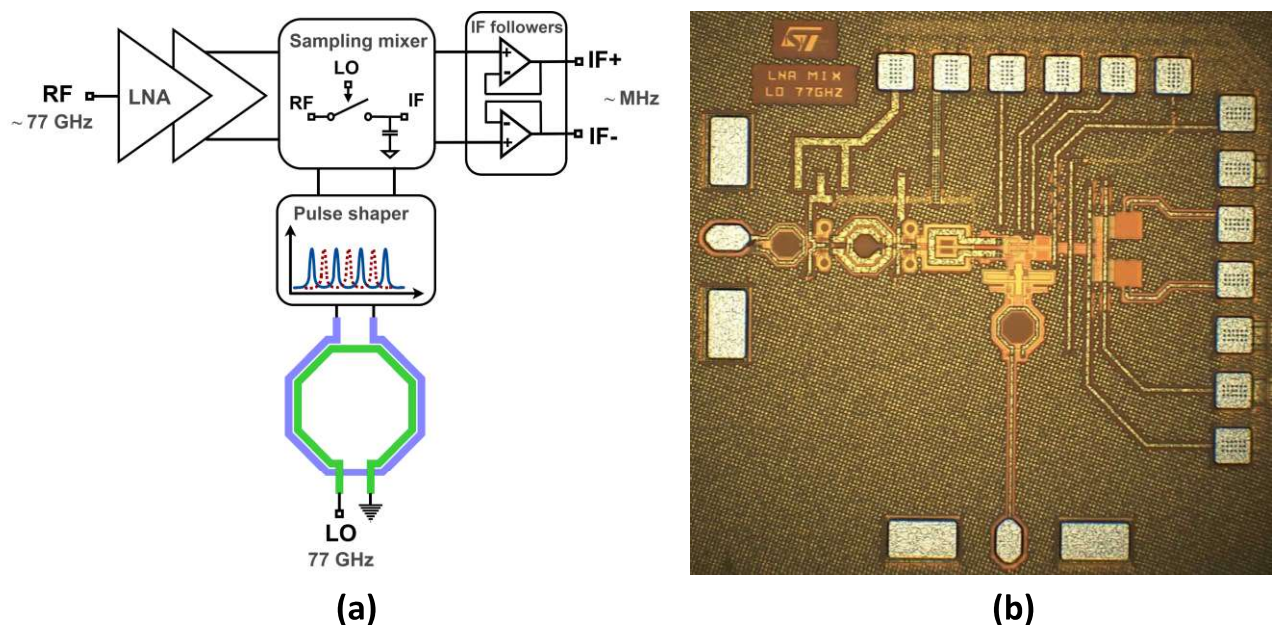 RF
~ 77 GHz
LNA
Sampling mixer
LO
RF
IF
IF followers
+
-
-
+
IF+
~ MHz
IF-
Pulse shaper
LO
77 GHz
(a)
ST
LNA MIX
LO 77GHZ
(b)